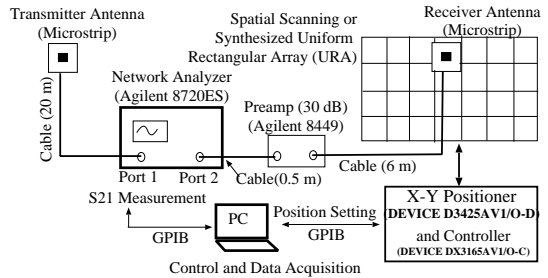 Transmitter Antenna
(Microstrip)
Spatial Scanning or
Synthesized Uniform
Rectangular Array (URA)
Receiver Antenna
(Microstrip)
Network Analyzer
(Agilent 8720ES)
Preamp (30 dB)
(Agilent 8449)
Cable (20 m)
Cable (6 m)
Port 1
Port 2
Cable(0.5 m)
S21 Measurement
GPIB
PC
Position Setting
GPIB
X-Y Positioner
(DEVICE D3425AV1/O-D)
and Controller
(DEVICE DX3165AV1/O-C)
Control and Data Acquisition